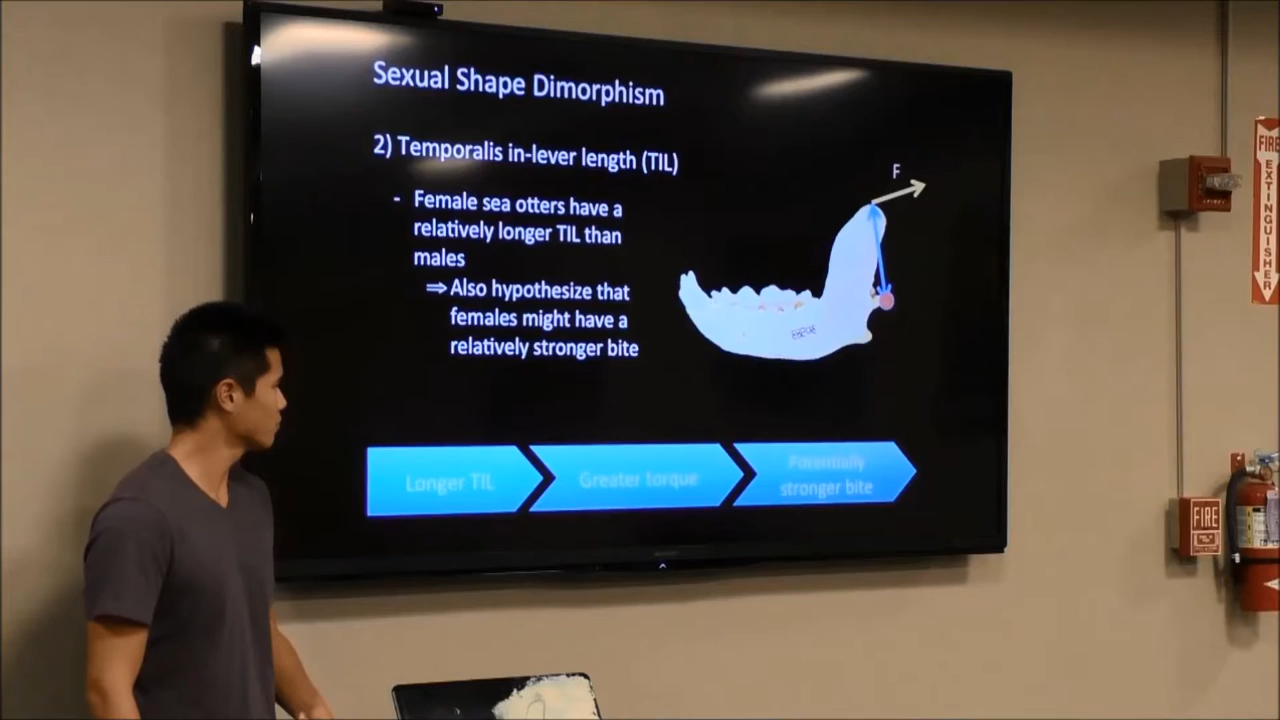 Sexual Shape Dimorphism
2) Temporalis in-lever length (TIL)
- Female sea otters have a
relatively longer TIL than
males
⇒ Also hypothesize that
females might have a
relatively stronger bite
F
Longer TIL
Greater torque
Potentially
stronger bite
FIRE
EXTINGUISHER
FIRE